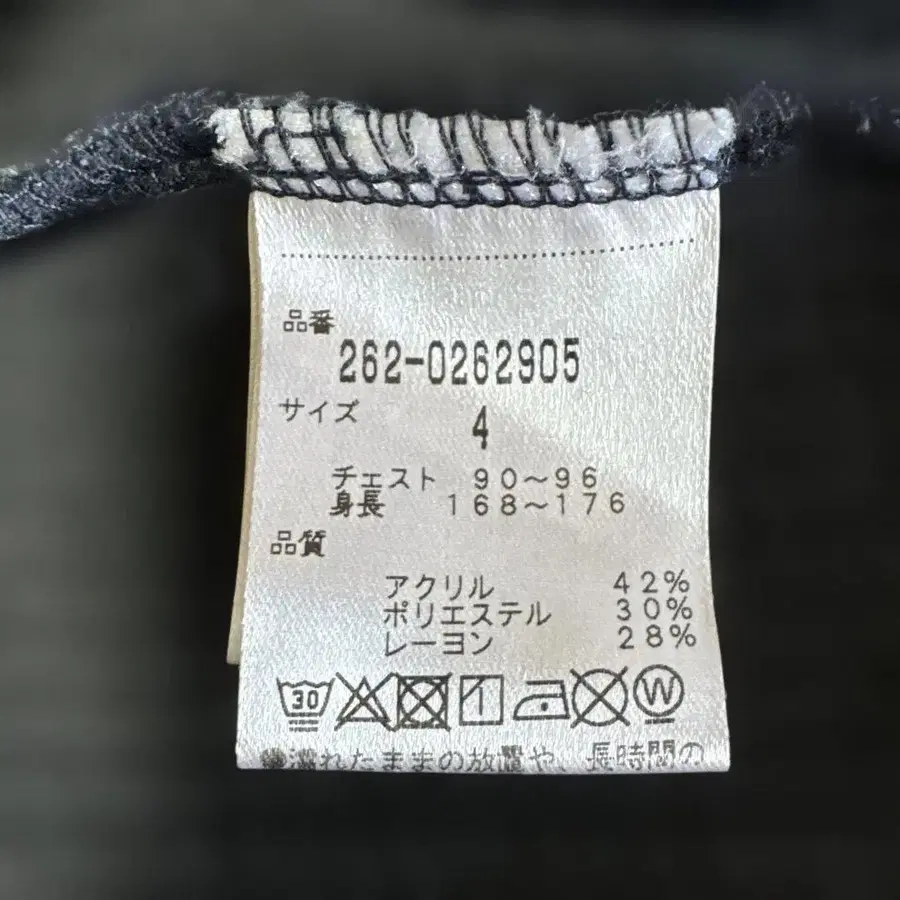 品番
262-0262905
サイズ 4
チェスト 90～96
身長 168～176
品質
アクリル 42%
ポリエステル 30%
レーヨン 28%
30 W
濡れたままの放置や、長時間の